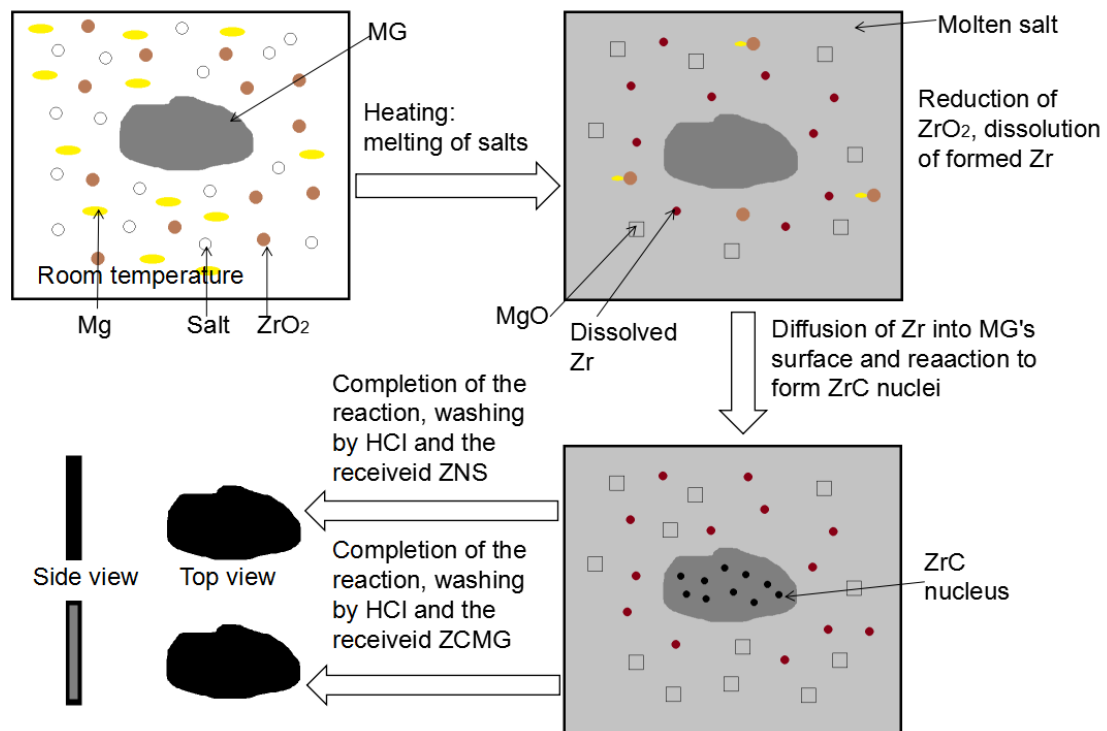 MG
Heating:
melting of salts
Room temperature
Mg
Salt
ZrO₂
Molten salt
Reduction of
ZrO₂, dissolution
of formed Zr
MgO
Dissolved
Zr
Diffusion of Zr into MG's
surface and reaaction to
form ZrC nuclei
ZrC
nucleus
Completion of the
reaction, washing
by HCl and the
receiveid ZNS
Side view
Top view
Completion of the
reaction, washing
by HCl and the
receiveid ZCMG